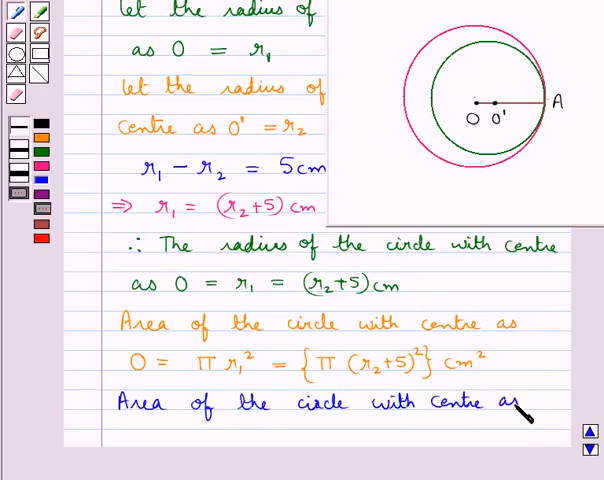 let the radius of
as O = r₁
let the radius of
centre as O' = r₂
r₁ - r₂ = 5cm
⇒ r₁ = (r₂+5) cm
∴ The radius of the circle with centre
as O = r₁ = (r₂+5) cm
Area of the circle with centre as
O = π r₁² = {π (r₂+5)²} cm²
Area of the circle with centre as
O O' A